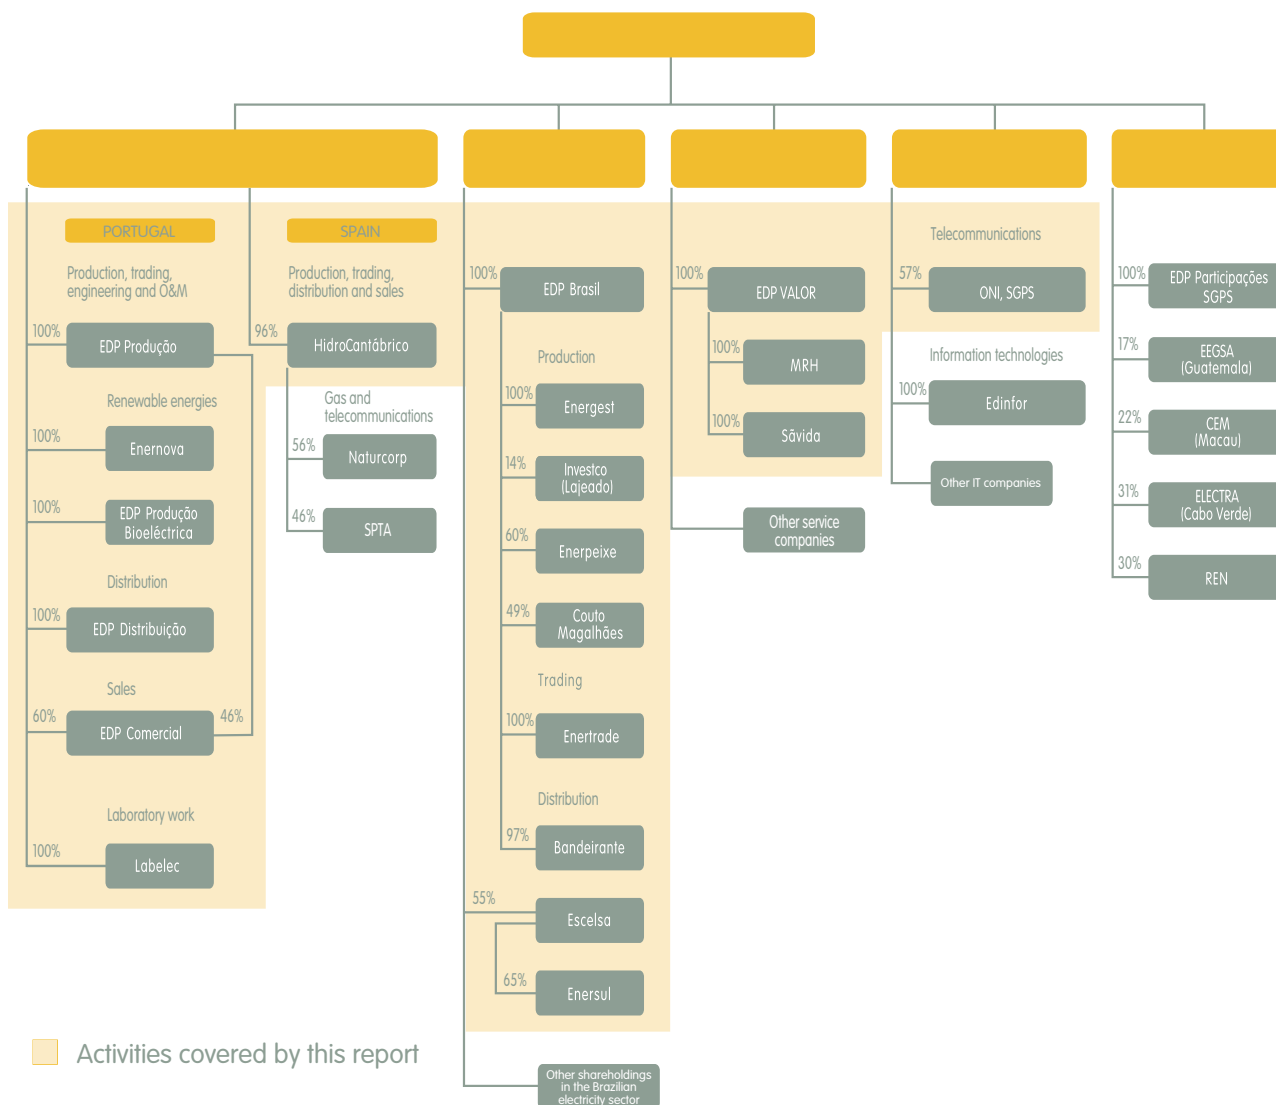 PORTUGAL
Production, trading,
engineering and O&M
100%
EDP Produção
Renewable energies
100%
Enernova
100%
EDP Produção
Bioeléctrica
Distribution
100%
EDP Distribuição
Sales
60%
EDP Comercial
46%
Laboratory work
100%
Labelec
SPAIN
Production, trading,
distribution and sales
96%
HidroCantábrico
Gas and
telecommunications
56%
Naturcorp
46%
SPTA
100%
EDP Brasil
Production
100%
Energest
14%
Investco
(Lajeado)
60%
Enerpeixe
49%
Couto
Magalhães
Trading
100%
Enertrade
Distribution
97%
Bandeirante
55%
Escelsa
65%
Enersul
Other shareholdings
in the Brazilian
electricity sector
100%
EDP VALOR
100%
MRH
100%
Sãvida
Other service
companies
Telecommunications
57%
ONI, SGPS
Information technologies
100%
Edinfor
Other IT companies
100%
EDP Participações
SGPS
17%
EEGSA
(Guatemala)
22%
CEM
(Macau)
31%
ELECTRA
(Cabo Verde)
30%
REN
Activities covered by this report